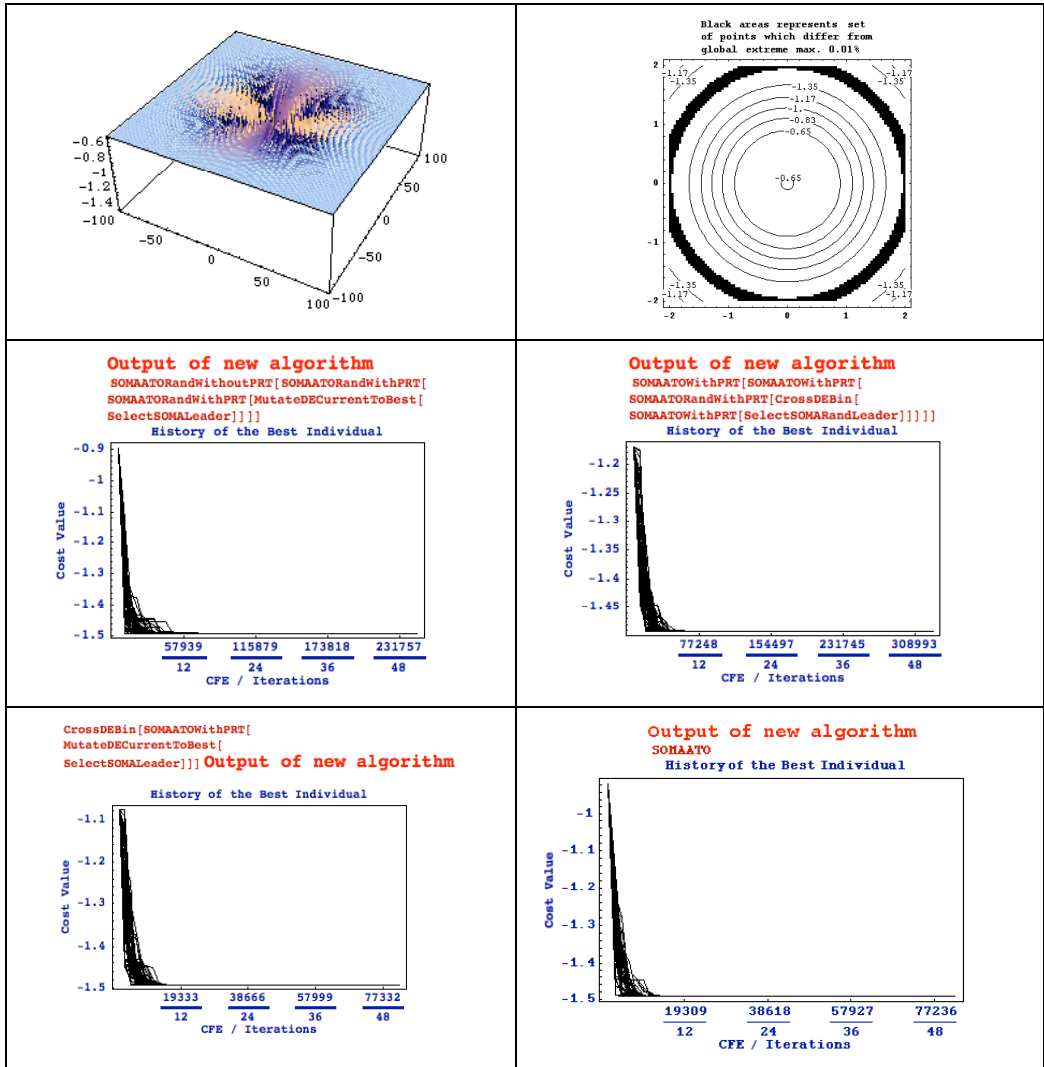 -0.6
-0.8
-1
-1.2
-1.4
-100
-50
0
50
100
-100
-50
0
50
100
Black areas represents set
of points which differ from
global extreme max. 0.01%
2
1
0
-1
-2
-2
-1
0
1
2
-1.17
-1.35
-1.17
-1.35
-1.35
-1.17
-1.
-0.83
-0.65
-0.65
-1.35
-1.17
-1.35
-1.17
Output of new algorithm
SOMAATORandWithoutPRT[SOMAATORandWithPRT[
SOMAATORandWithPRT[MutateDECurrentToBest[
SelectSOMALeader]]]]
History of the Best Individual
Cost Value
-0.9
-1
-1.1
-1.2
-1.3
-1.4
-1.5
57939 115879 173818 231757
12 24 36 48
CFE / Iterations
Output of new algorithm
SOMAATOWithPRT[SOMAATOWithPRT[
SOMAATORandWithPRT[CrossDEBin[
SOMAATOWithPRT[SelectSOMARandLeader]]]]]
History of the Best Individual
Cost Value
-1.2
-1.25
-1.3
-1.35
-1.4
-1.45
77248 154497 231745 308993
12 24 36 48
CFE / Iterations
CrossDEBin[SOMAATOWithPRT[
MutateDECurrentToBest[
SelectSOMALeader]]] Output of new algorithm
History of the Best Individual
Cost Value
-1.1
-1.2
-1.3
-1.4
-1.5
19333 38666 57999 77332
12 24 36 48
CFE / Iterations
Output of new algorithm
SOMAATO
History of the Best Individual
Cost Value
-1
-1.1
-1.2
-1.3
-1.4
-1.5
19309 38618 57927 77236
12 24 36 48
CFE / Iterations